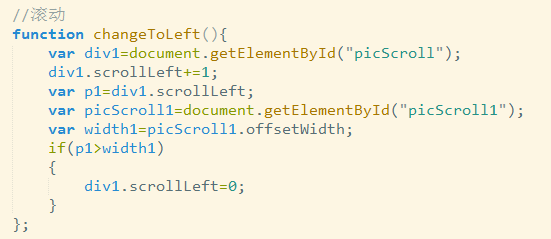 //滚动
function changeToLeft(){
    var div1=document.getElementById("picScroll");
    div1.scrollLeft+=1;
    var p1=div1.scrollLeft;
    var picScroll1=document.getElementById("picScroll1");
    var width1=picScroll1.offsetWidth;
    if(p1>width1)
    {
        div1.scrollLeft=0;
    }
};